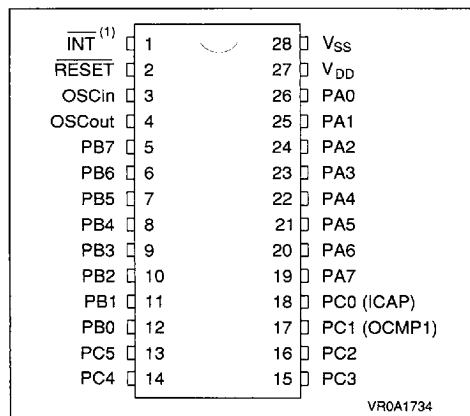 INT (1) 1 28 VSS
RESET 2 27 VDD
OSCin 3 26 PA0
OSCout 4 25 PA1
PB7 5 24 PA2
PB6 6 23 PA3
PB5 7 22 PA4
PB4 8 21 PA5
PB3 9 20 PA6
PB2 10 19 PA7
PB1 11 18 PC0 (ICAP)
PB0 12 17 PC1 (OCMP1)
PC5 13 16 PC2
PC4 14 15 PC3
VR0A1734